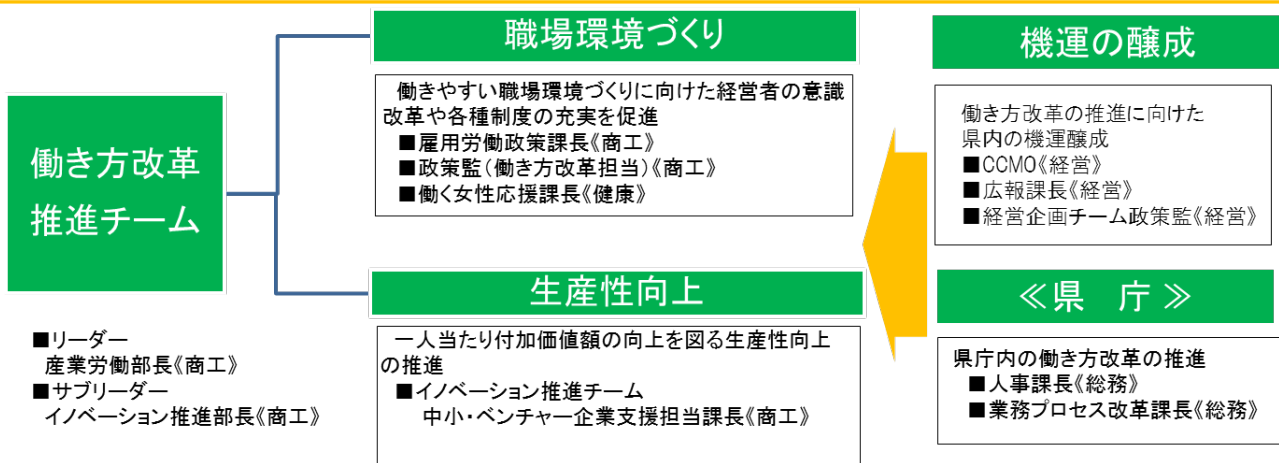 働き方改革
推進チーム
■リーダー
産業労働部長《商工》
■サブリーダー
イノベーション推進部長《商工》
職場環境づくり
働きやすい職場環境づくりに向けた経営者の意識
改革や各種制度の充実を促進
■雇用労働政策課長《商工》
■政策監（働き方改革担当）《商工》
■働く女性応援課長《健康》
生産性向上
一人当たり付加価値額の向上を図る生産性向上
の推進
■イノベーション推進チーム
中小・ベンチャー企業支援担当課長《商工》
機運の醸成
働き方改革の推進に向けた
県内の機運醸成
■CCMO《経営》
■広報課長《経営》
■経営企画チーム政策監《経営》
≪県　庁≫
県庁内の働き方改革の推進
■人事課長《総務》
■業務プロセス改革課長《総務》